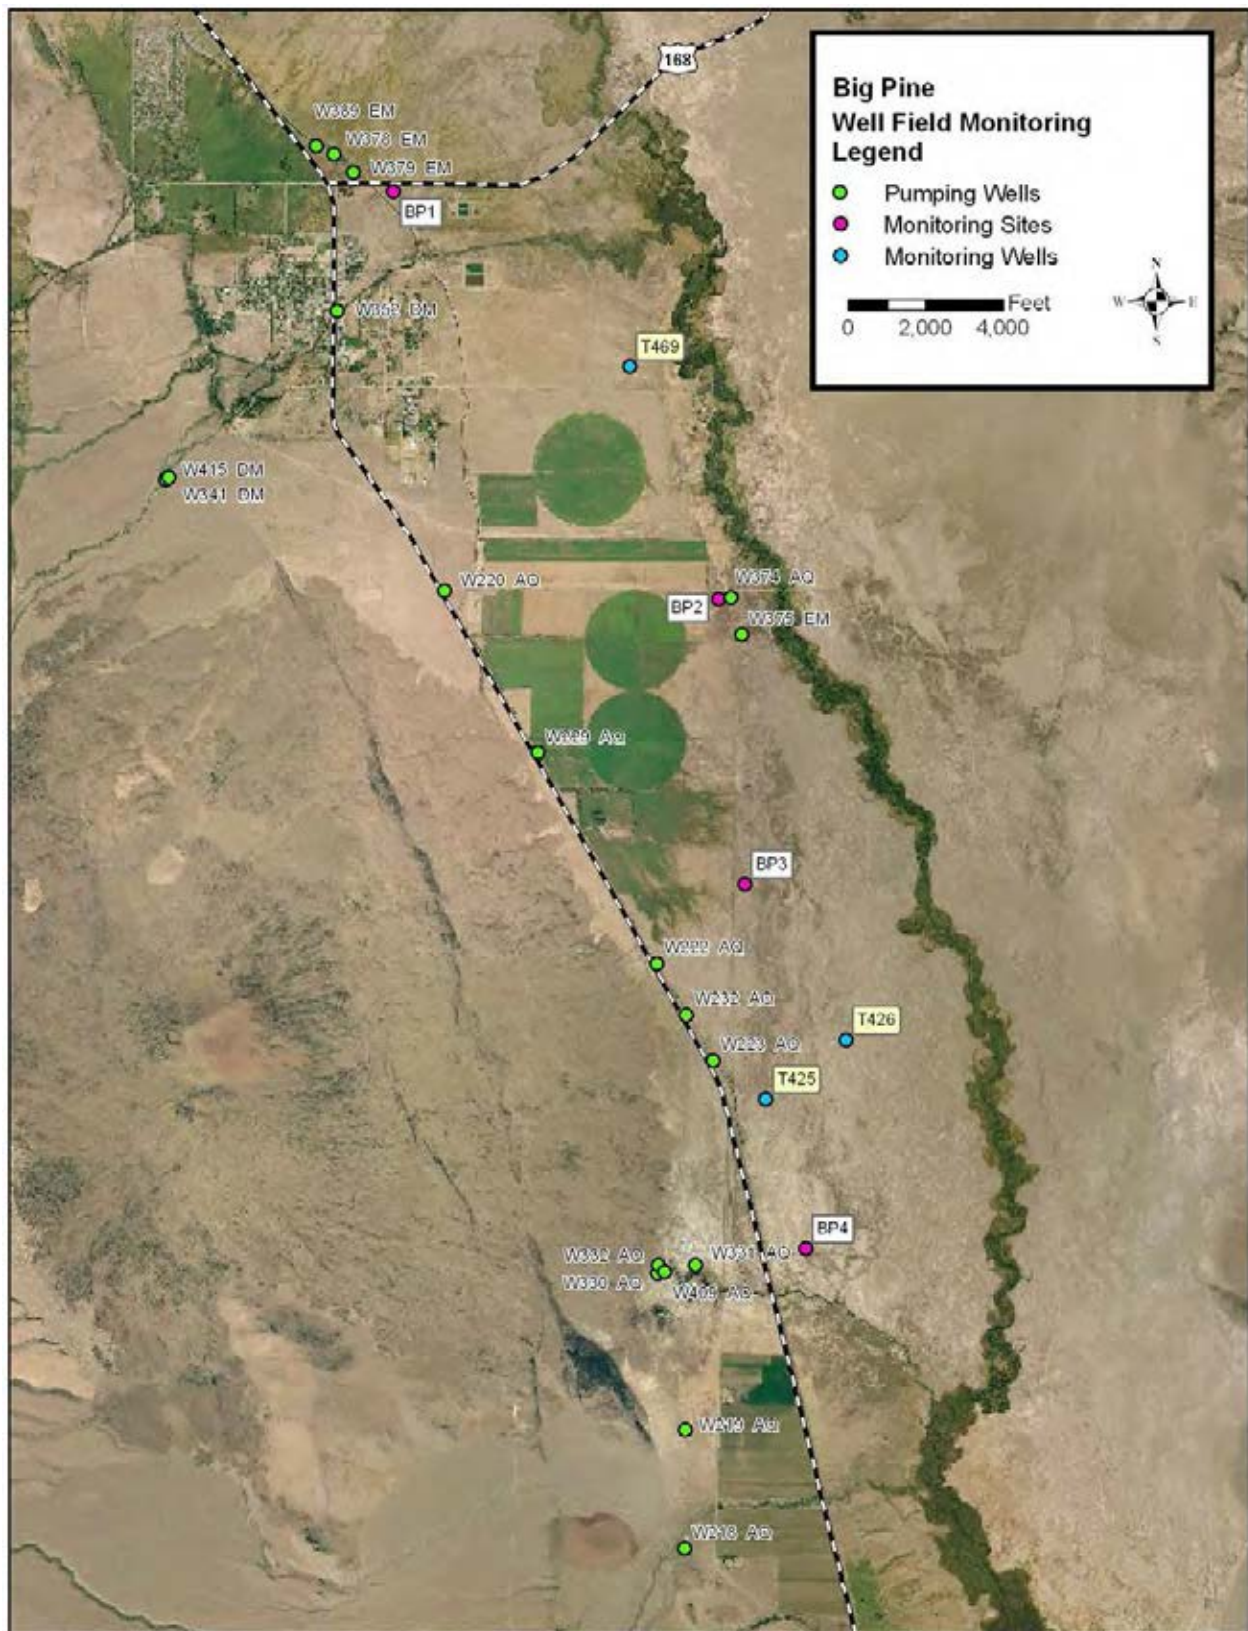 168
Big Pine
Well Field Monitoring
Legend
Pumping Wells
Monitoring Sites
Monitoring Wells
Feet
0 2,000 4,000
N
W E
S
W389 EM
W378 EM
W379 EM
BP1
DM
T469
W415 DM
W341 DM
W220 AQ
W374 AQ
BP2
W375 EM
W229 AQ
BP3
W222 AQ
W232 AQ
W223 AQ
T426
T425
BP4
W332 AQ
W331 AQ
W330 AQ
W409 AQ
W219 AQ
W218 AQ